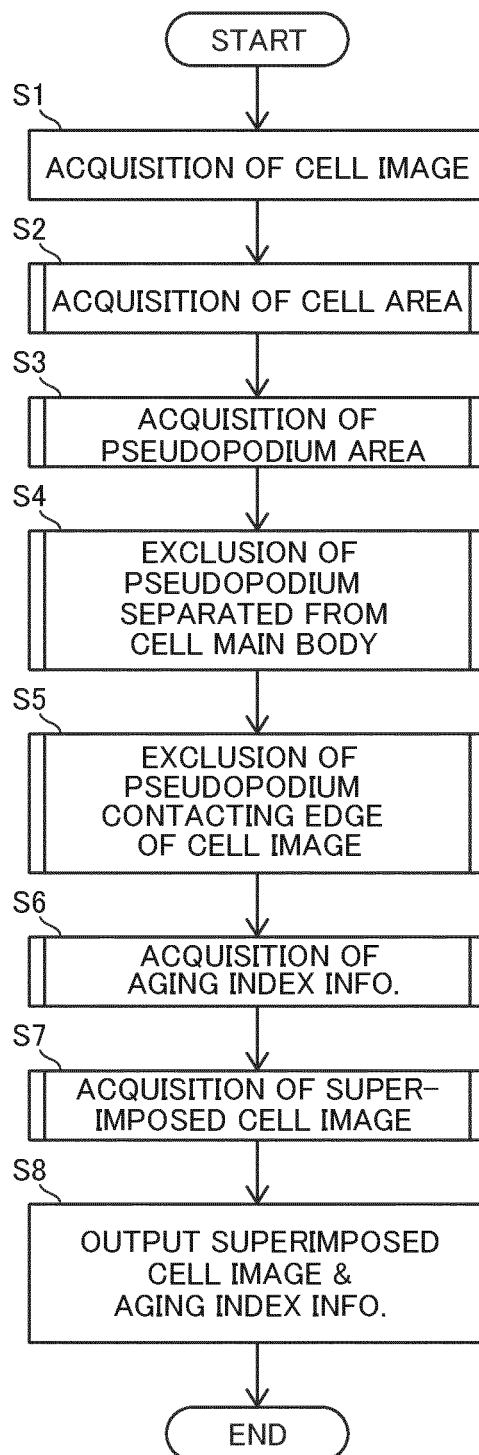 START
S1
ACQUISITION OF CELL IMAGE
S2
ACQUISITION OF CELL AREA
S3
ACQUISITION OF
PSEUDOPODIUM AREA
S4
EXCLUSION OF
PSEUDOPODIUM
SEPARATED FROM
CELL MAIN BODY
S5
EXCLUSION OF
PSEUDOPODIUM
CONTACTING EDGE
OF CELL IMAGE
S6
ACQUISITION OF
AGING INDEX INFO.
S7
ACQUISITION OF SUPER-
IMPOSED CELL IMAGE
S8
OUTPUT SUPERIMPOSED
CELL IMAGE &
AGING INDEX INFO.
END